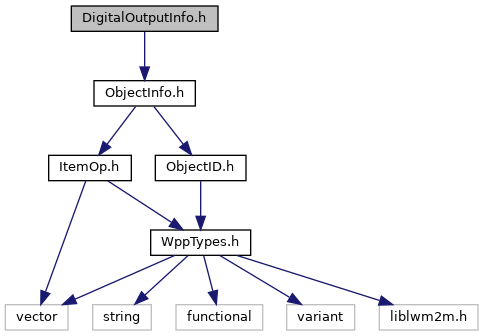 DigitalOutputInfo.h
ObjectInfo.h
ItemOp.h
ObjectID.h
WppTypes.h
vector
string
functional
variant
liblwm2m.h